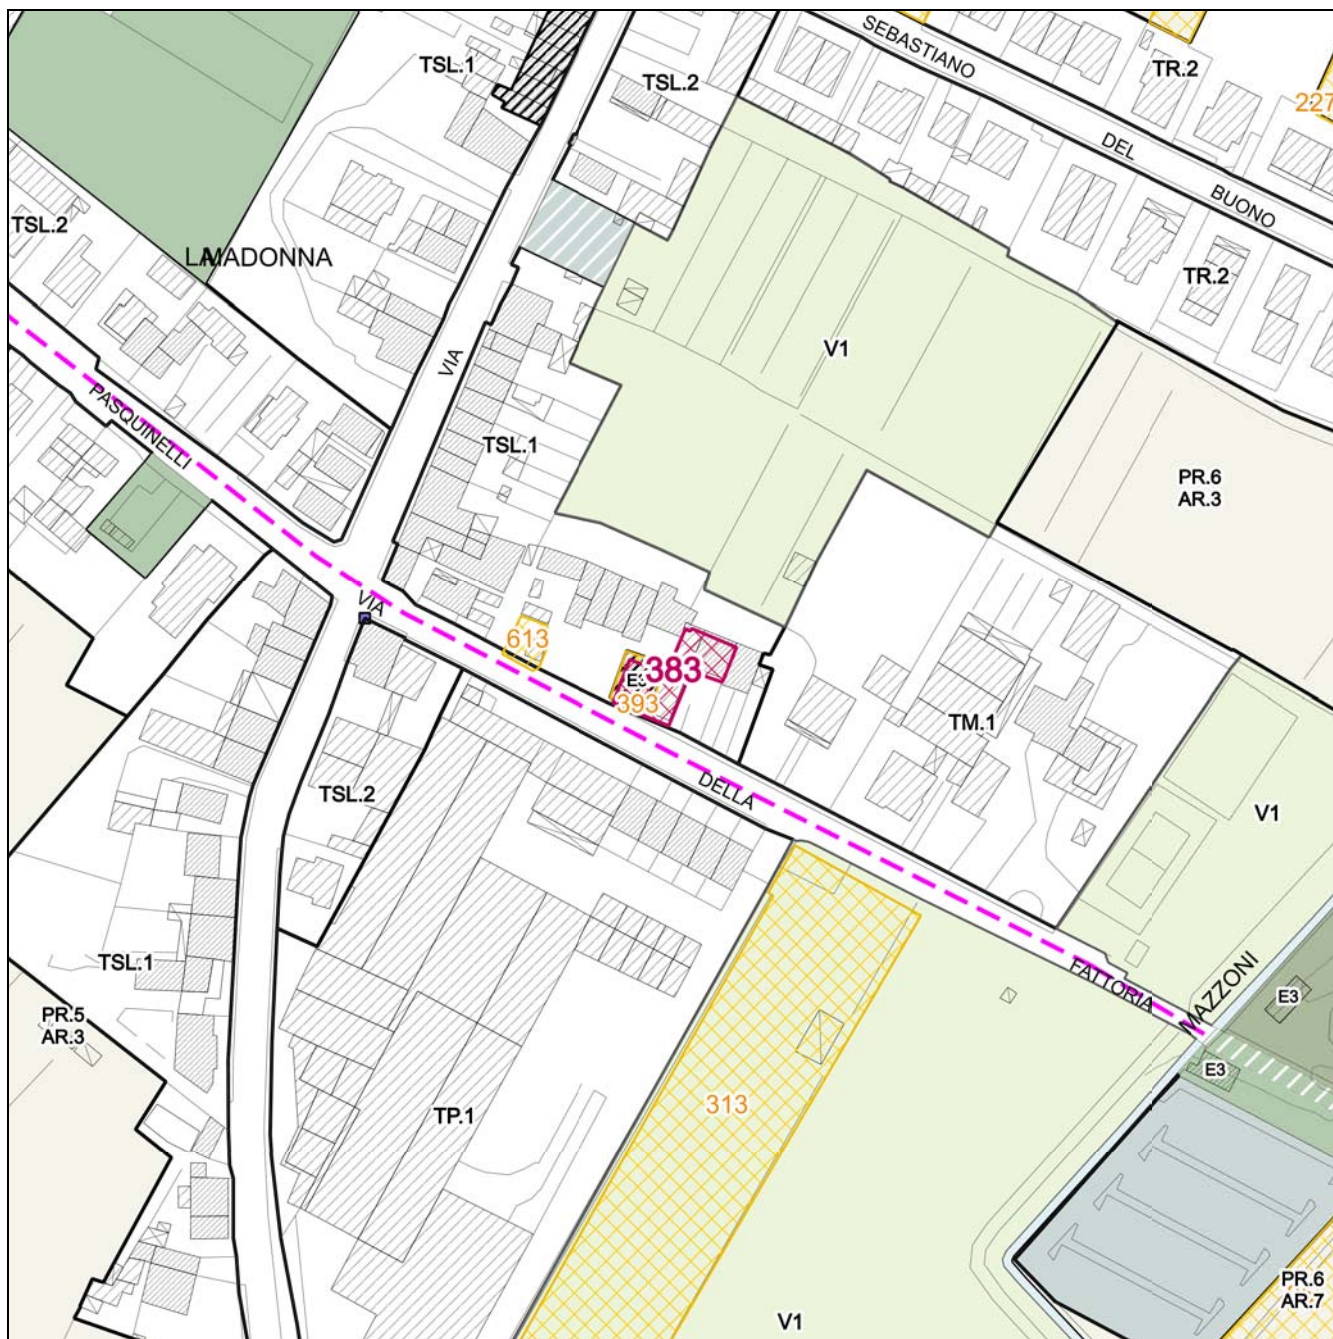 SEBASTIANO
TSL.1
TR.2
TSL.2
227
DEL
BUONO
TSL.2
LA MADONNA
TR.2
V1
VIA
PASQUINELLI
TSL.1
PR.6
AR.3
VIA
613
383
E3
393
TM.1
DELLA
TSL.2
V1
TSL.1
MAZZONI
FATTORIA
E3
PR.5
AR.3
E3
313
TP.1
PR.6
AR.7
V1